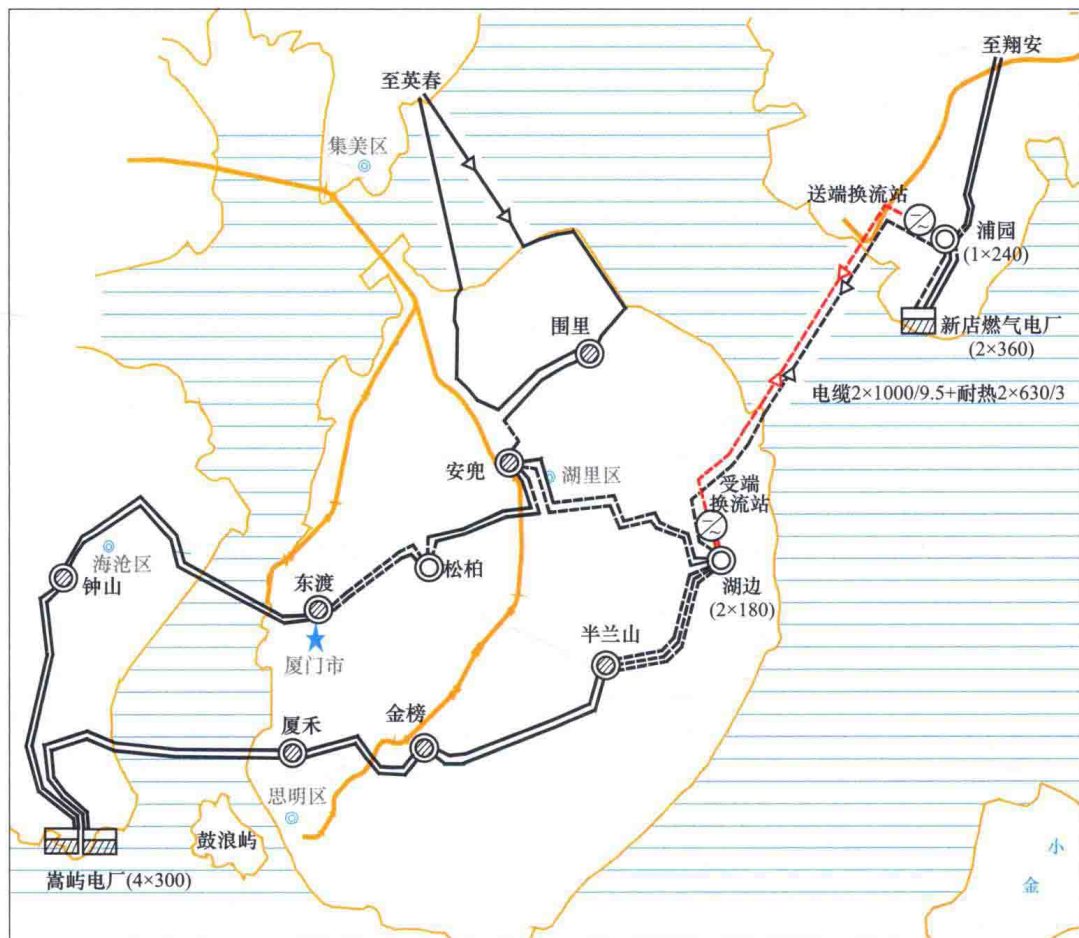 至英春
至翔安
集美区
送端换流站
浦园
(1×240)
新店燃气电厂
(2×360)
围里
电缆2×1000/9.5+耐热2×630/3
安兜
湖里区
受端
换流站
海沧区
钟山
东渡
松柏
湖边
(2×180)
厦门市
半兰山
厦禾
金榜
思明区
鼓浪屿
嵩屿电厂(4×300)
小
金